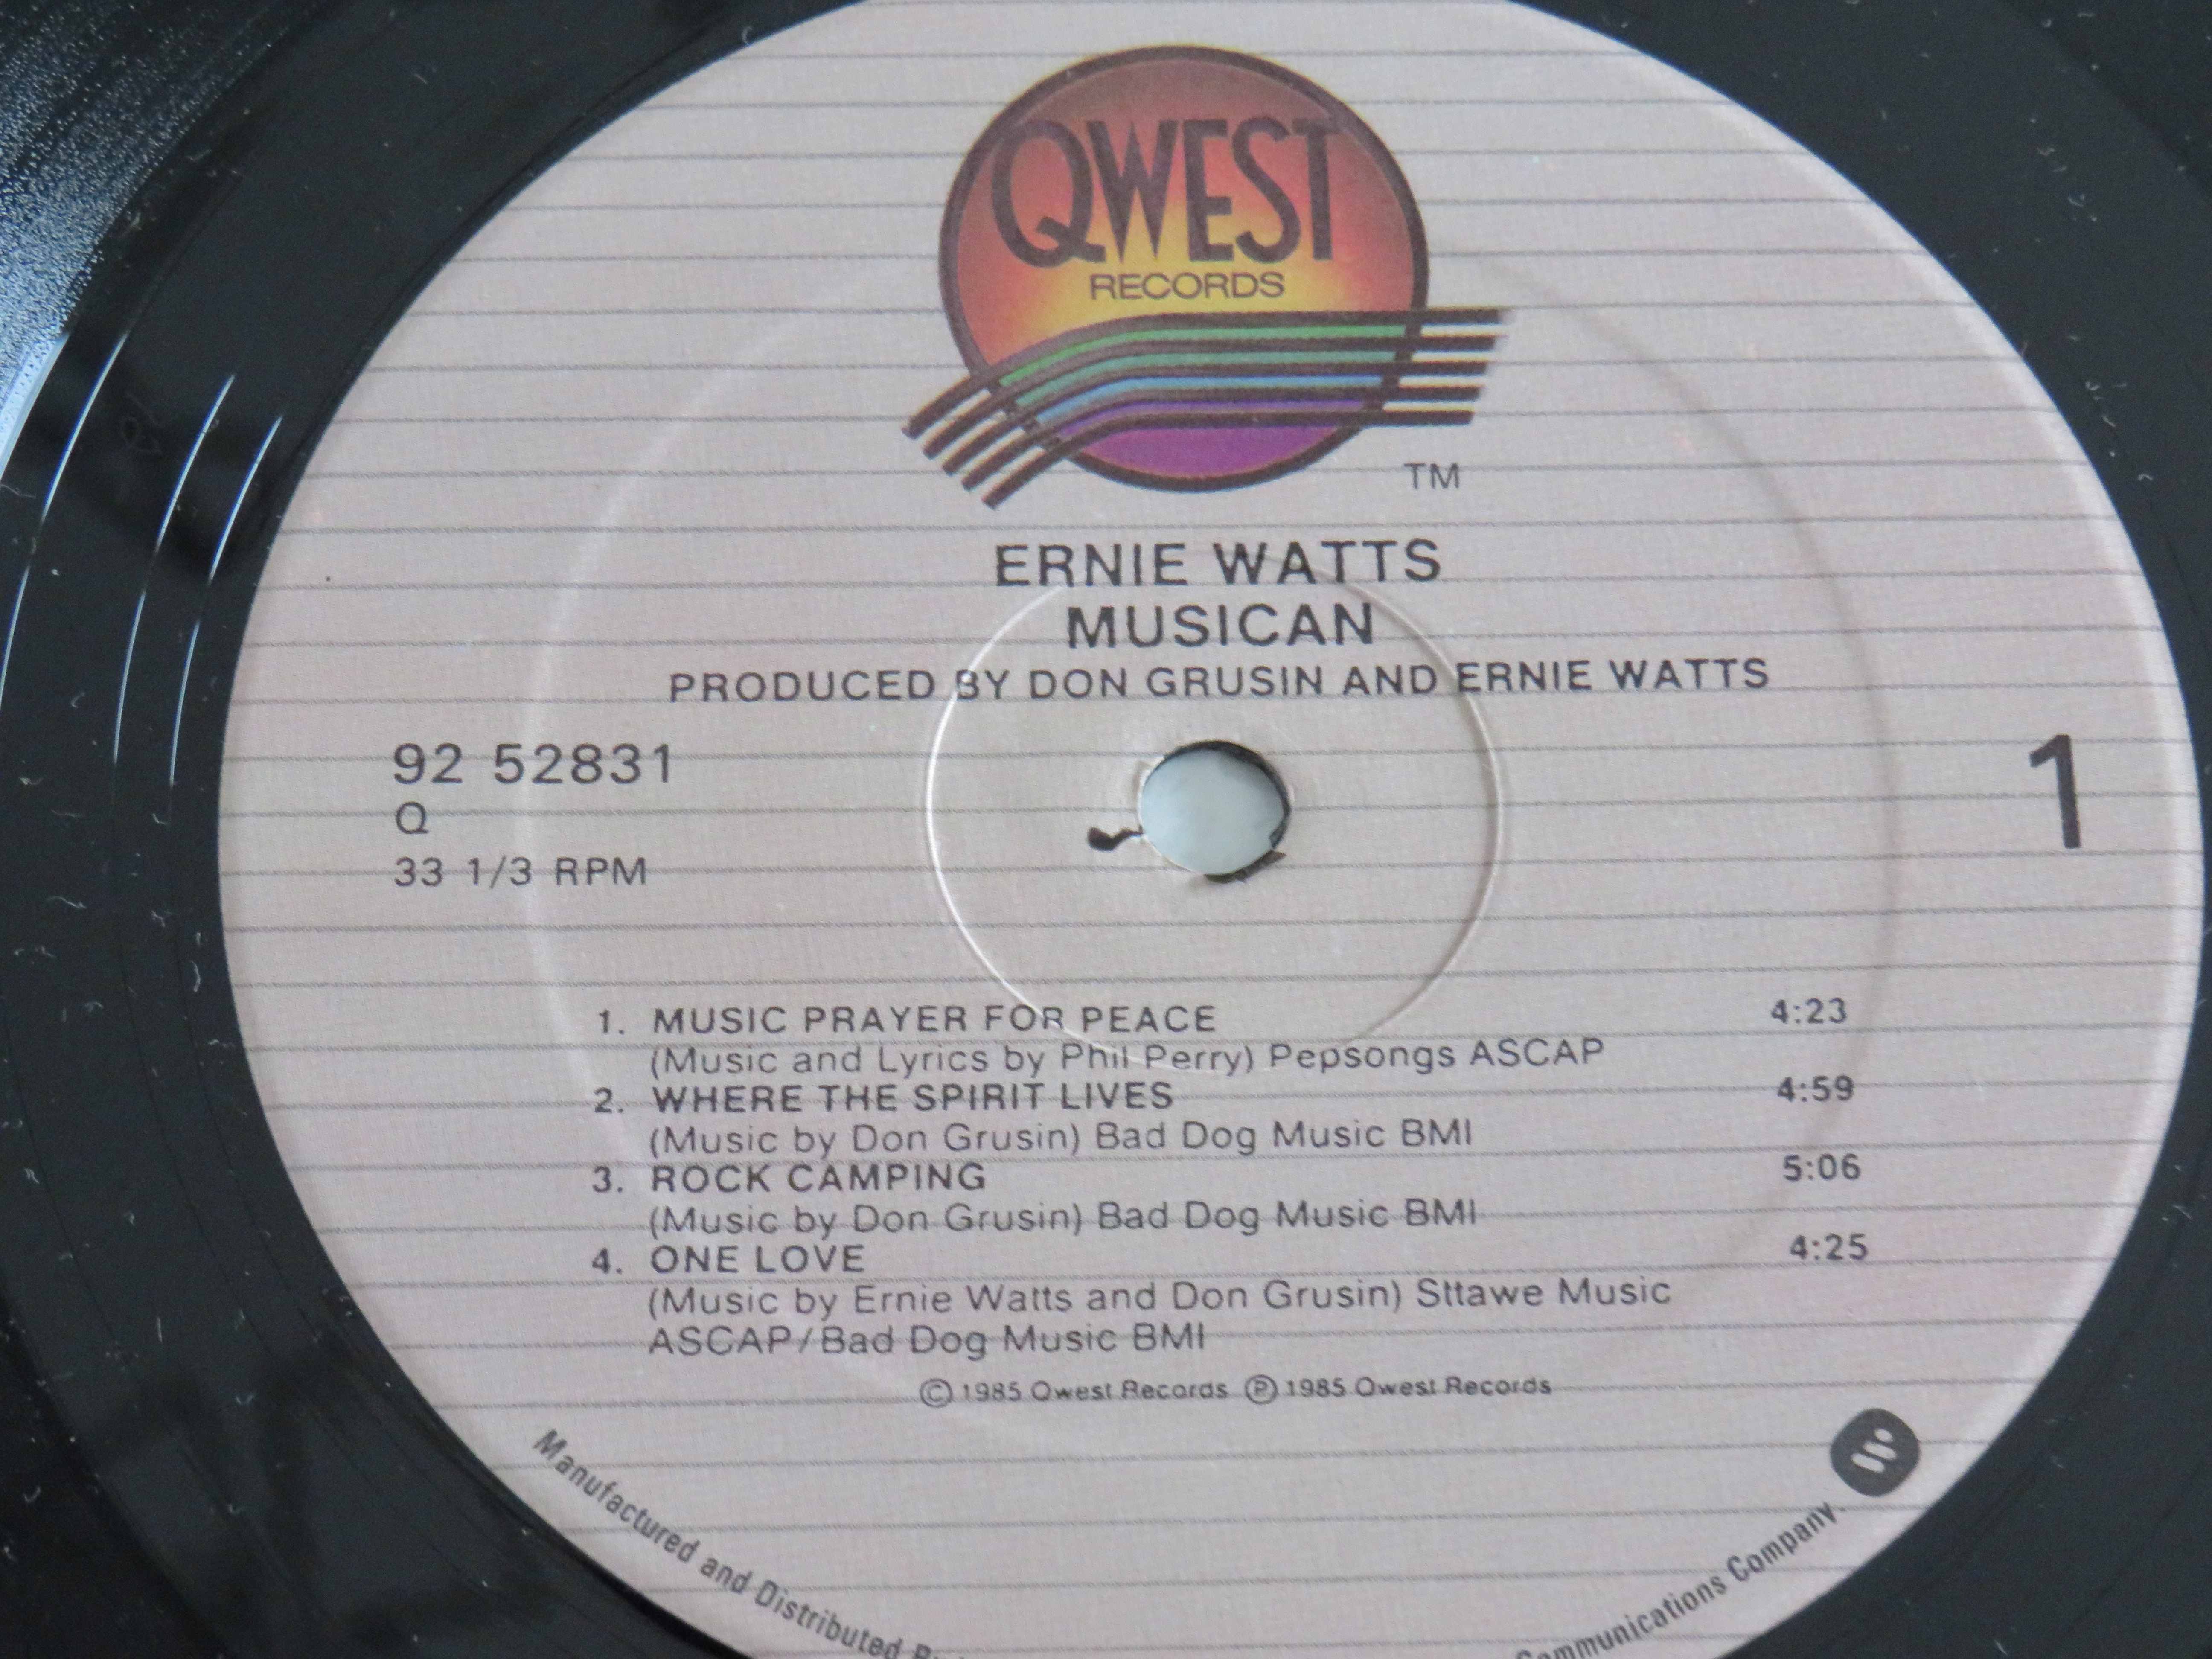 QWEST
RECORDS
TM
ERNIE WATTS
MUSICAN
PRODUCED BY DON GRUSIN AND ERNIE WATTS
92 52831
Q
33 1/3 RPM
1
1. MUSIC PRAYER FOR PEACE 4:23
(Music and Lyrics by Phil Perry) Pepsongs ASCAP
2. WHERE THE SPIRIT LIVES 4:59
(Music by Don Grusin) Bad Dog Music BMI
3. ROCK CAMPING 5:06
(Music by Don Grusin) Bad Dog Music BMI
4. ONE LOVE 4:25
(Music by Ernie Watts and Don Grusin) Sttawe Music
ASCAP/Bad Dog Music BMI
© 1985 Qwest Records ℗ 1985 Qwest Records
Manufactured and Distributed
Communications Company.